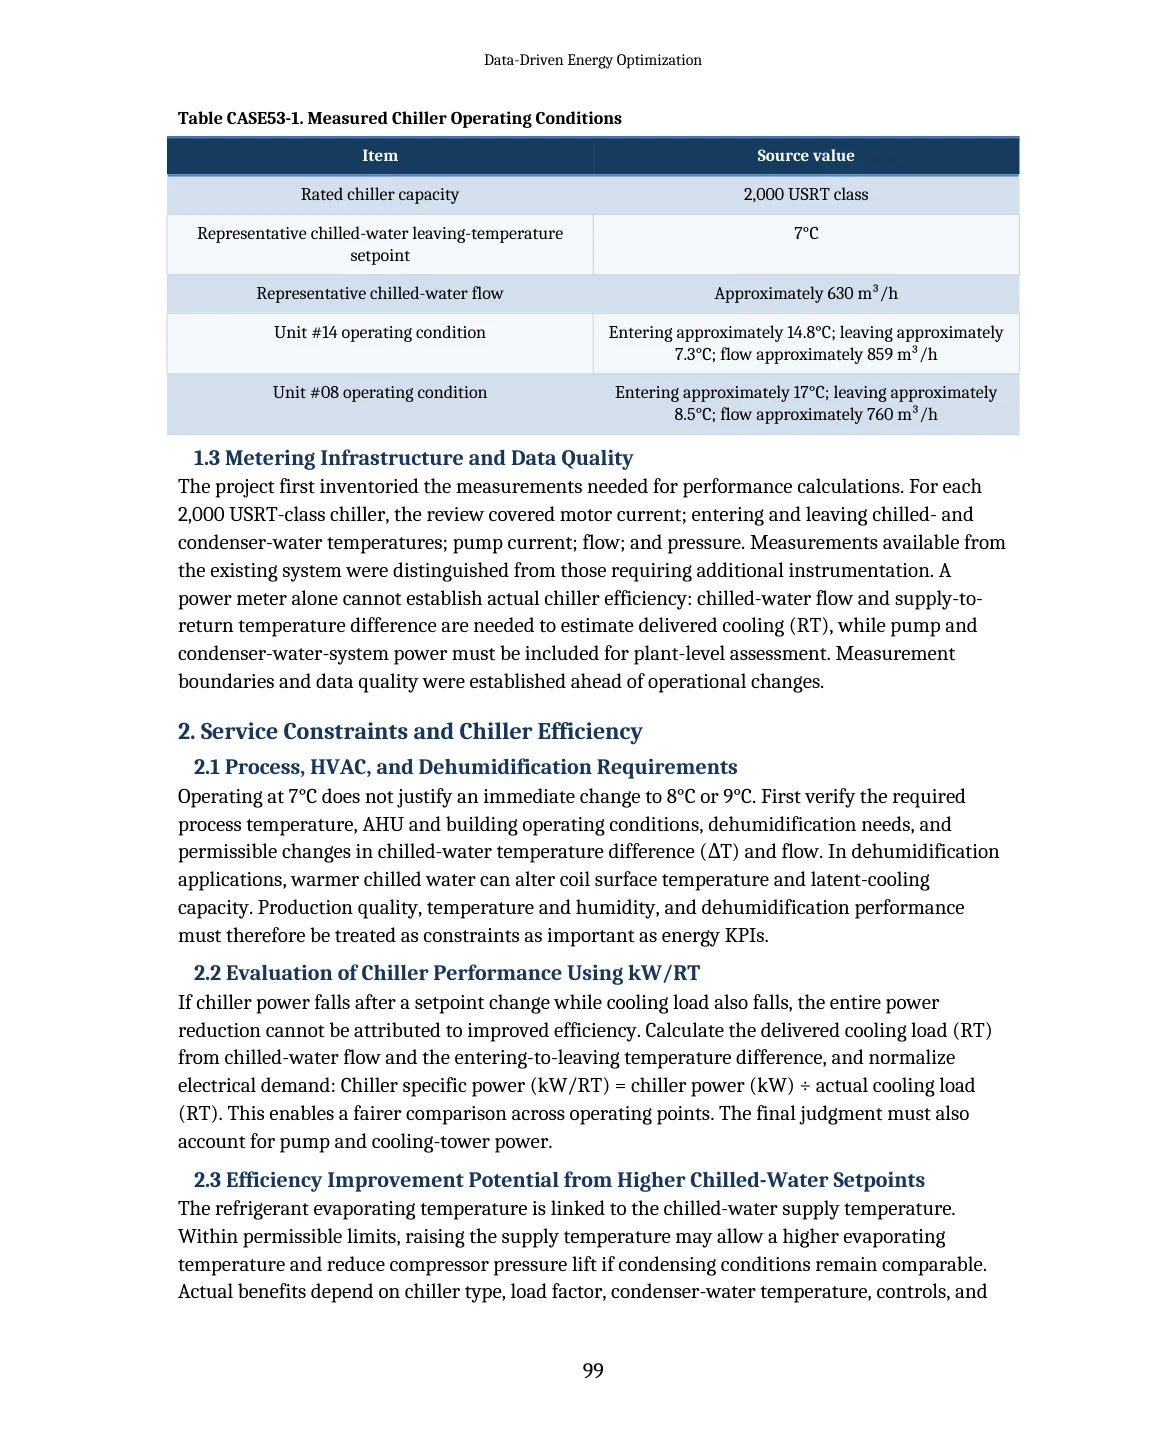 Data-Driven Energy Optimization
Table CASE53-1. Measured Chiller Operating Conditions
Item
Source value
Rated chiller capacity
2,000 USRT class
Representative chilled-water leaving-temperature
setpoint
7°C
Representative chilled-water flow
Approximately 630 m³/h
Unit #14 operating condition
Entering approximately 14.8°C; leaving approximately
7.3°C; flow approximately 859 m³/h
Unit #08 operating condition
Entering approximately 17°C; leaving approximately
8.5°C; flow approximately 760 m³/h
1.3 Metering Infrastructure and Data Quality
The project first inventoried the measurements needed for performance calculations. For each
2,000 USRT-class chiller, the review covered motor current; entering and leaving chilled- and
condenser-water temperatures; pump current; flow; and pressure. Measurements available from
the existing system were distinguished from those requiring additional instrumentation. A
power meter alone cannot establish actual chiller efficiency: chilled-water flow and supply-to-
return temperature difference are needed to estimate delivered cooling (RT), while pump and
condenser-water-system power must be included for plant-level assessment. Measurement
boundaries and data quality were established ahead of operational changes.
2. Service Constraints and Chiller Efficiency
2.1 Process, HVAC, and Dehumidification Requirements
Operating at 7°C does not justify an immediate change to 8°C or 9°C. First verify the required
process temperature, AHU and building operating conditions, dehumidification needs, and
permissible changes in chilled-water temperature difference (ΔT) and flow. In dehumidification
applications, warmer chilled water can alter coil surface temperature and latent-cooling
capacity. Production quality, temperature and humidity, and dehumidification performance
must therefore be treated as constraints as important as energy KPIs.
2.2 Evaluation of Chiller Performance Using kW/RT
If chiller power falls after a setpoint change while cooling load also falls, the entire power
reduction cannot be attributed to improved efficiency. Calculate the delivered cooling load (RT)
from chilled-water flow and the entering-to-leaving temperature difference, and normalize
electrical demand: Chiller specific power (kW/RT) = chiller power (kW) ÷ actual cooling load
(RT). This enables a fairer comparison across operating points. The final judgment must also
account for pump and cooling-tower power.
2.3 Efficiency Improvement Potential from Higher Chilled-Water Setpoints
The refrigerant evaporating temperature is linked to the chilled-water supply temperature.
Within permissible limits, raising the supply temperature may allow a higher evaporating
temperature and reduce compressor pressure lift if condensing conditions remain comparable.
Actual benefits depend on chiller type, load factor, condenser-water temperature, controls, and
99